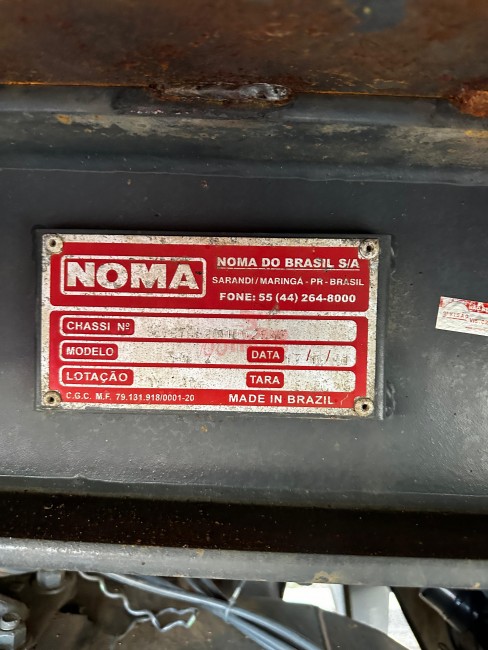 NOMA
NOMA DO BRASIL S/A
SARANDI/MARINGÁ - PR - BRASIL
FONE: 55 (44) 264-8000
CHASSI Nº
MODELO
DATA / /
LOTAÇÃO
TARA
C.G.C. M.F. 79.131.918/0001-20
MADE IN BRAZIL